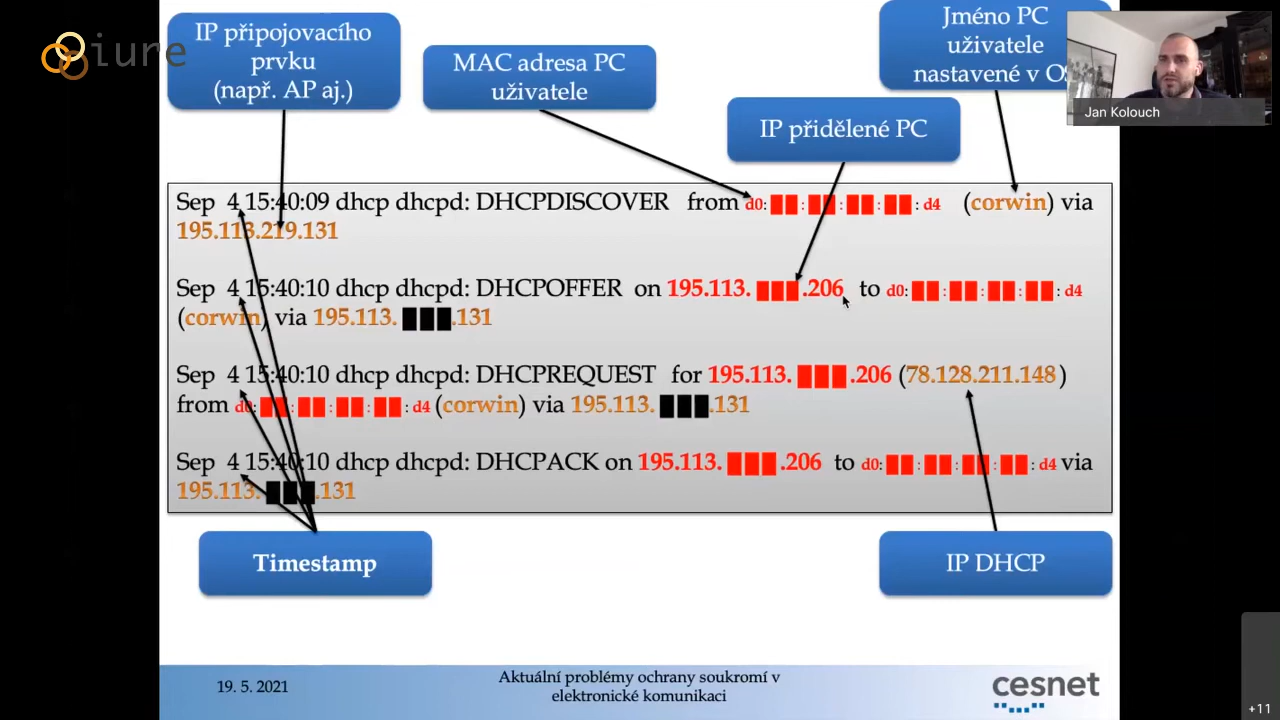 iure
IP připojovacího
prvku
(např. AP aj.)
MAC adresa PC
uživatele
IP přidělené PC
Jméno PC
uživatele
nastavené v OS
Jan Kolouch
Sep 4 15:40:09 dhcp dhcpd: DHCPDISCOVER from d0:██:██:██:██:d4 (corwin) via
195.113.219.131
Sep 4 15:40:10 dhcp dhcpd: DHCPOFFER on 195.113.███.206 to d0:██:██:██:██:d4
(corwin) via 195.113.███.131
Sep 4 15:40:10 dhcp dhcpd: DHCPREQUEST for 195.113.███.206 (78.128.211.148)
from d0:██:██:██:██:d4 (corwin) via 195.113.███.131
Sep 4 15:40:10 dhcp dhcpd: DHCPACK on 195.113.███.206 to d0:██:██:██:██:d4 via
195.113.███.131
Timestamp
IP DHCP
19. 5. 2021
Aktuální problémy ochrany soukromí v
elektronické komunikaci
cesnet
+11